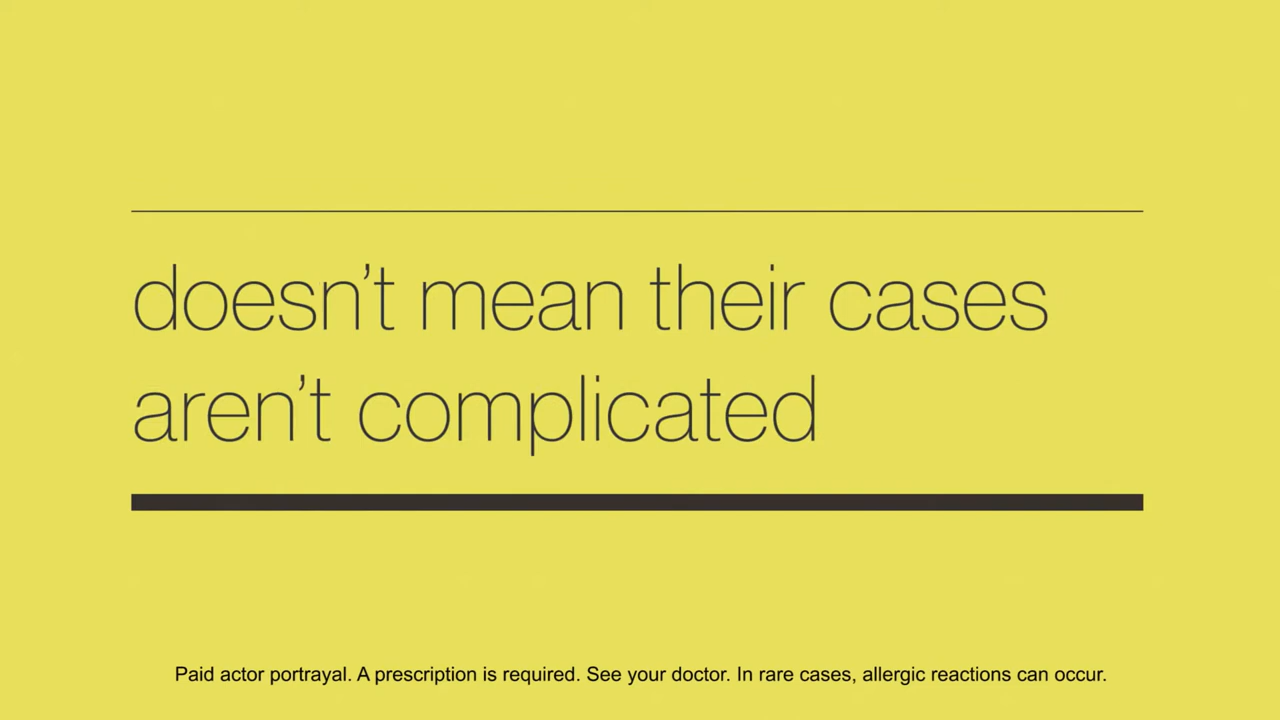 doesn’t mean their cases
aren’t complicated
Paid actor portrayal. A prescription is required. See your doctor. In rare cases, allergic reactions can occur.